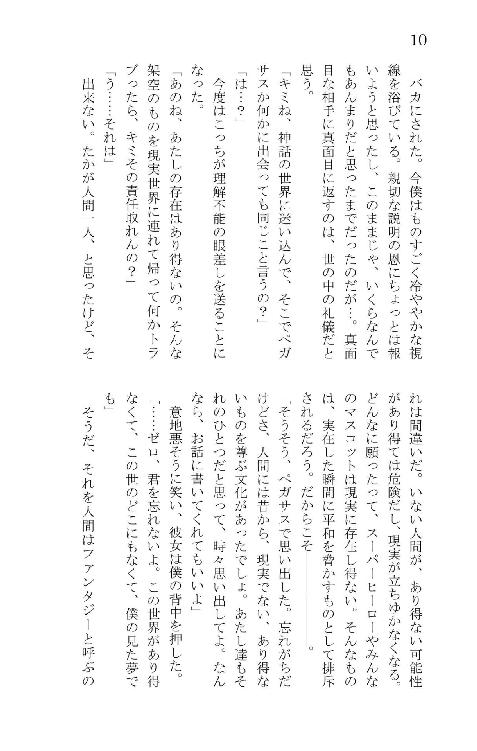 10
バカにされた。今僕はものすごく冷ややかな視
線を浴びている。親切な説明の恩にちょっとは報
いようと思ったし、このままじゃ、いくらなんで
もあんまりだと思ったまでだったのだが…。真面
目な相手に真面目に返すのは、世の中の礼儀だと
思う。
「キミね、神話の世界に迷い込んで、そこでペガ
サスか何かに出会っても同じこと言うの？」
「は…？」
今度はこっちが理解不能の眼差しを送ることに
なった。
「あのね、あたしの存在はあり得ないの。そんな
架空のものを現実世界に連れて帰って何かトラ
ブったら、キミその責任取れんの？」
「う……それは」
出来ない。たかが人間一人、と思ったけど、そ
れは間違いだ。いない人間が、あり得ない可能性
があり得ては危険だし、現実が立ちゆかなくなる。
どんなに願ったって、スーパーヒーローやみんな
のマスコットは現実に存在し得ない。そんなもの
は、実在した瞬間に平和を脅かすものとして排斥
されるだろう。だからこそ　　　。
「そうそう、ペガサスで思い出した。忘れがちだ
けどさ、人間には昔から、現実でない、あり得な
いものを尊ぶ文化があったでしょ。あたし達もそ
れのひとつだと思って、時々思い出してよ。なん
なら、お話に書いてくれてもいいよ」
意地悪そうに笑い、彼女は僕の背中を押した。
「……ゼロ、君を忘れないよ。この世界があり得
なくて、この世のどこにもなくて、僕の見た夢で
も」
そうだ、それを人間はファンタジーと呼ぶの